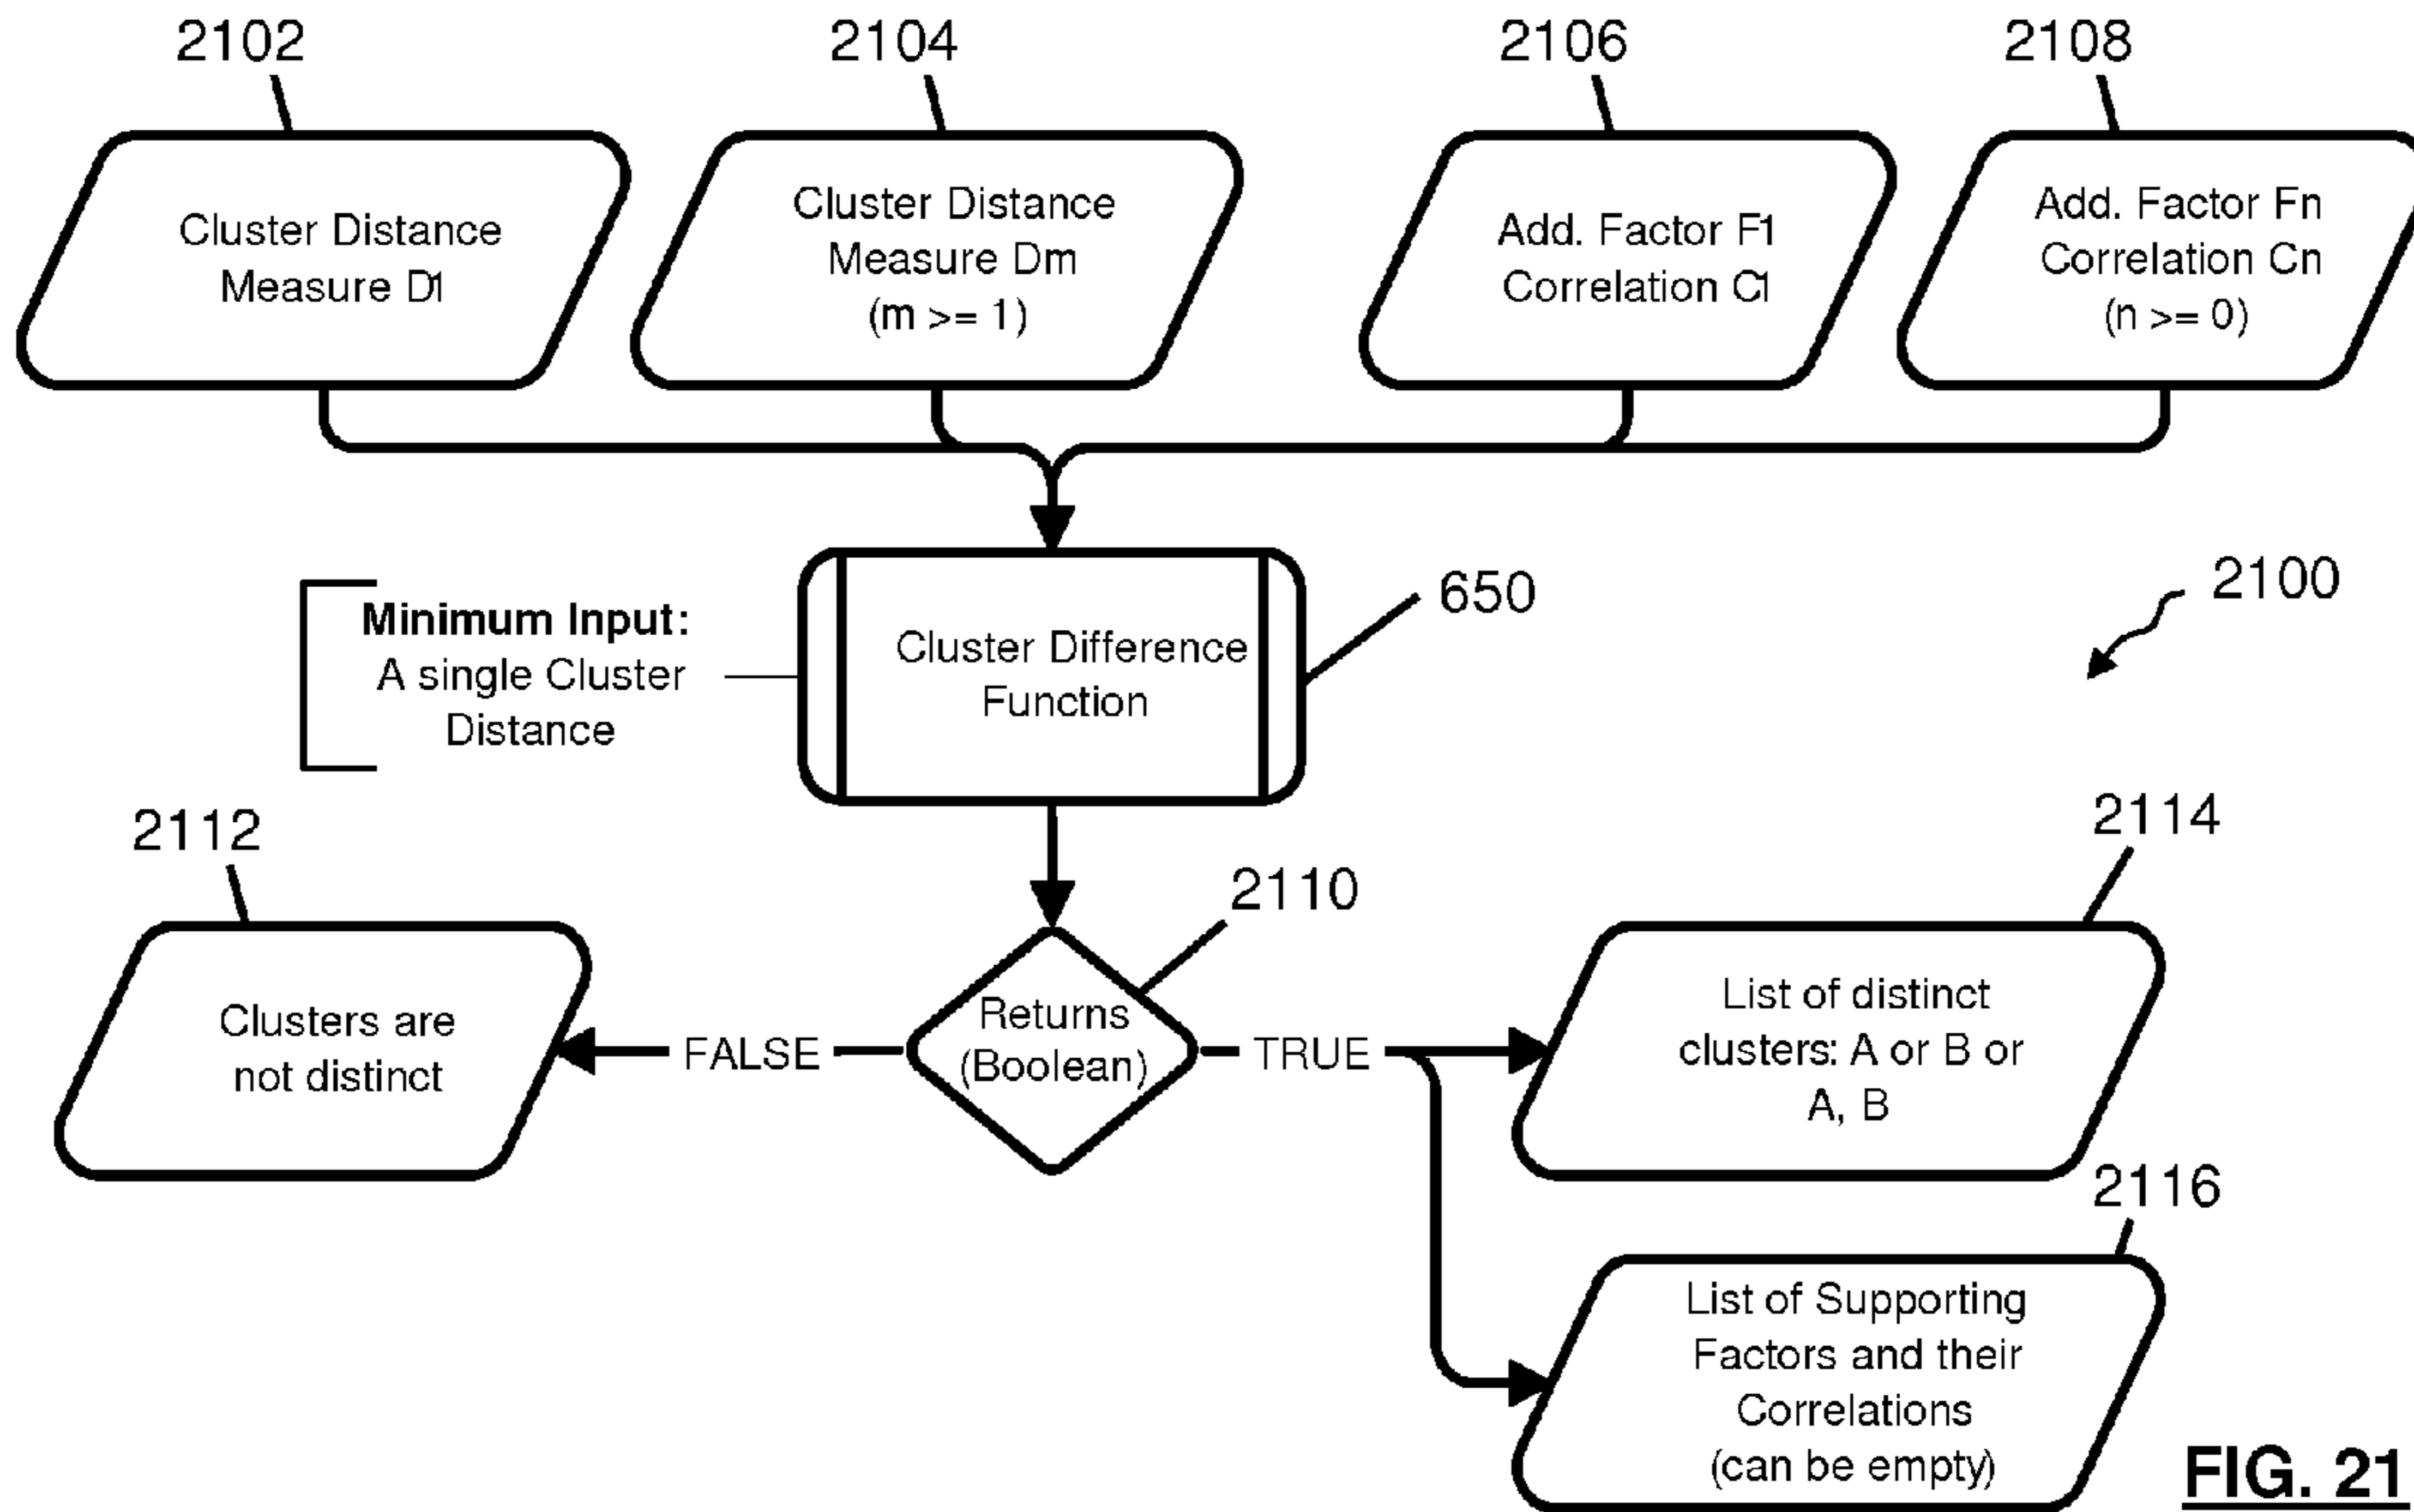 2102
2104
2106
2108
Cluster Distance
Measure D1
Cluster Distance
Measure Dm
(m >= 1)
Add. Factor F1
Correlation C1
Add. Factor Fn
Correlation Cn
(n >= 0)
Minimum Input:
A single Cluster
Distance
Cluster Difference
Function
650
2100
2112
2110
2114
Clusters are
not distinct
FALSE
Returns
(Boolean)
TRUE
List of distinct
clusters: A or B or
A, B
2116
List of Supporting
Factors and their
Correlations
(can be empty)
FIG. 21